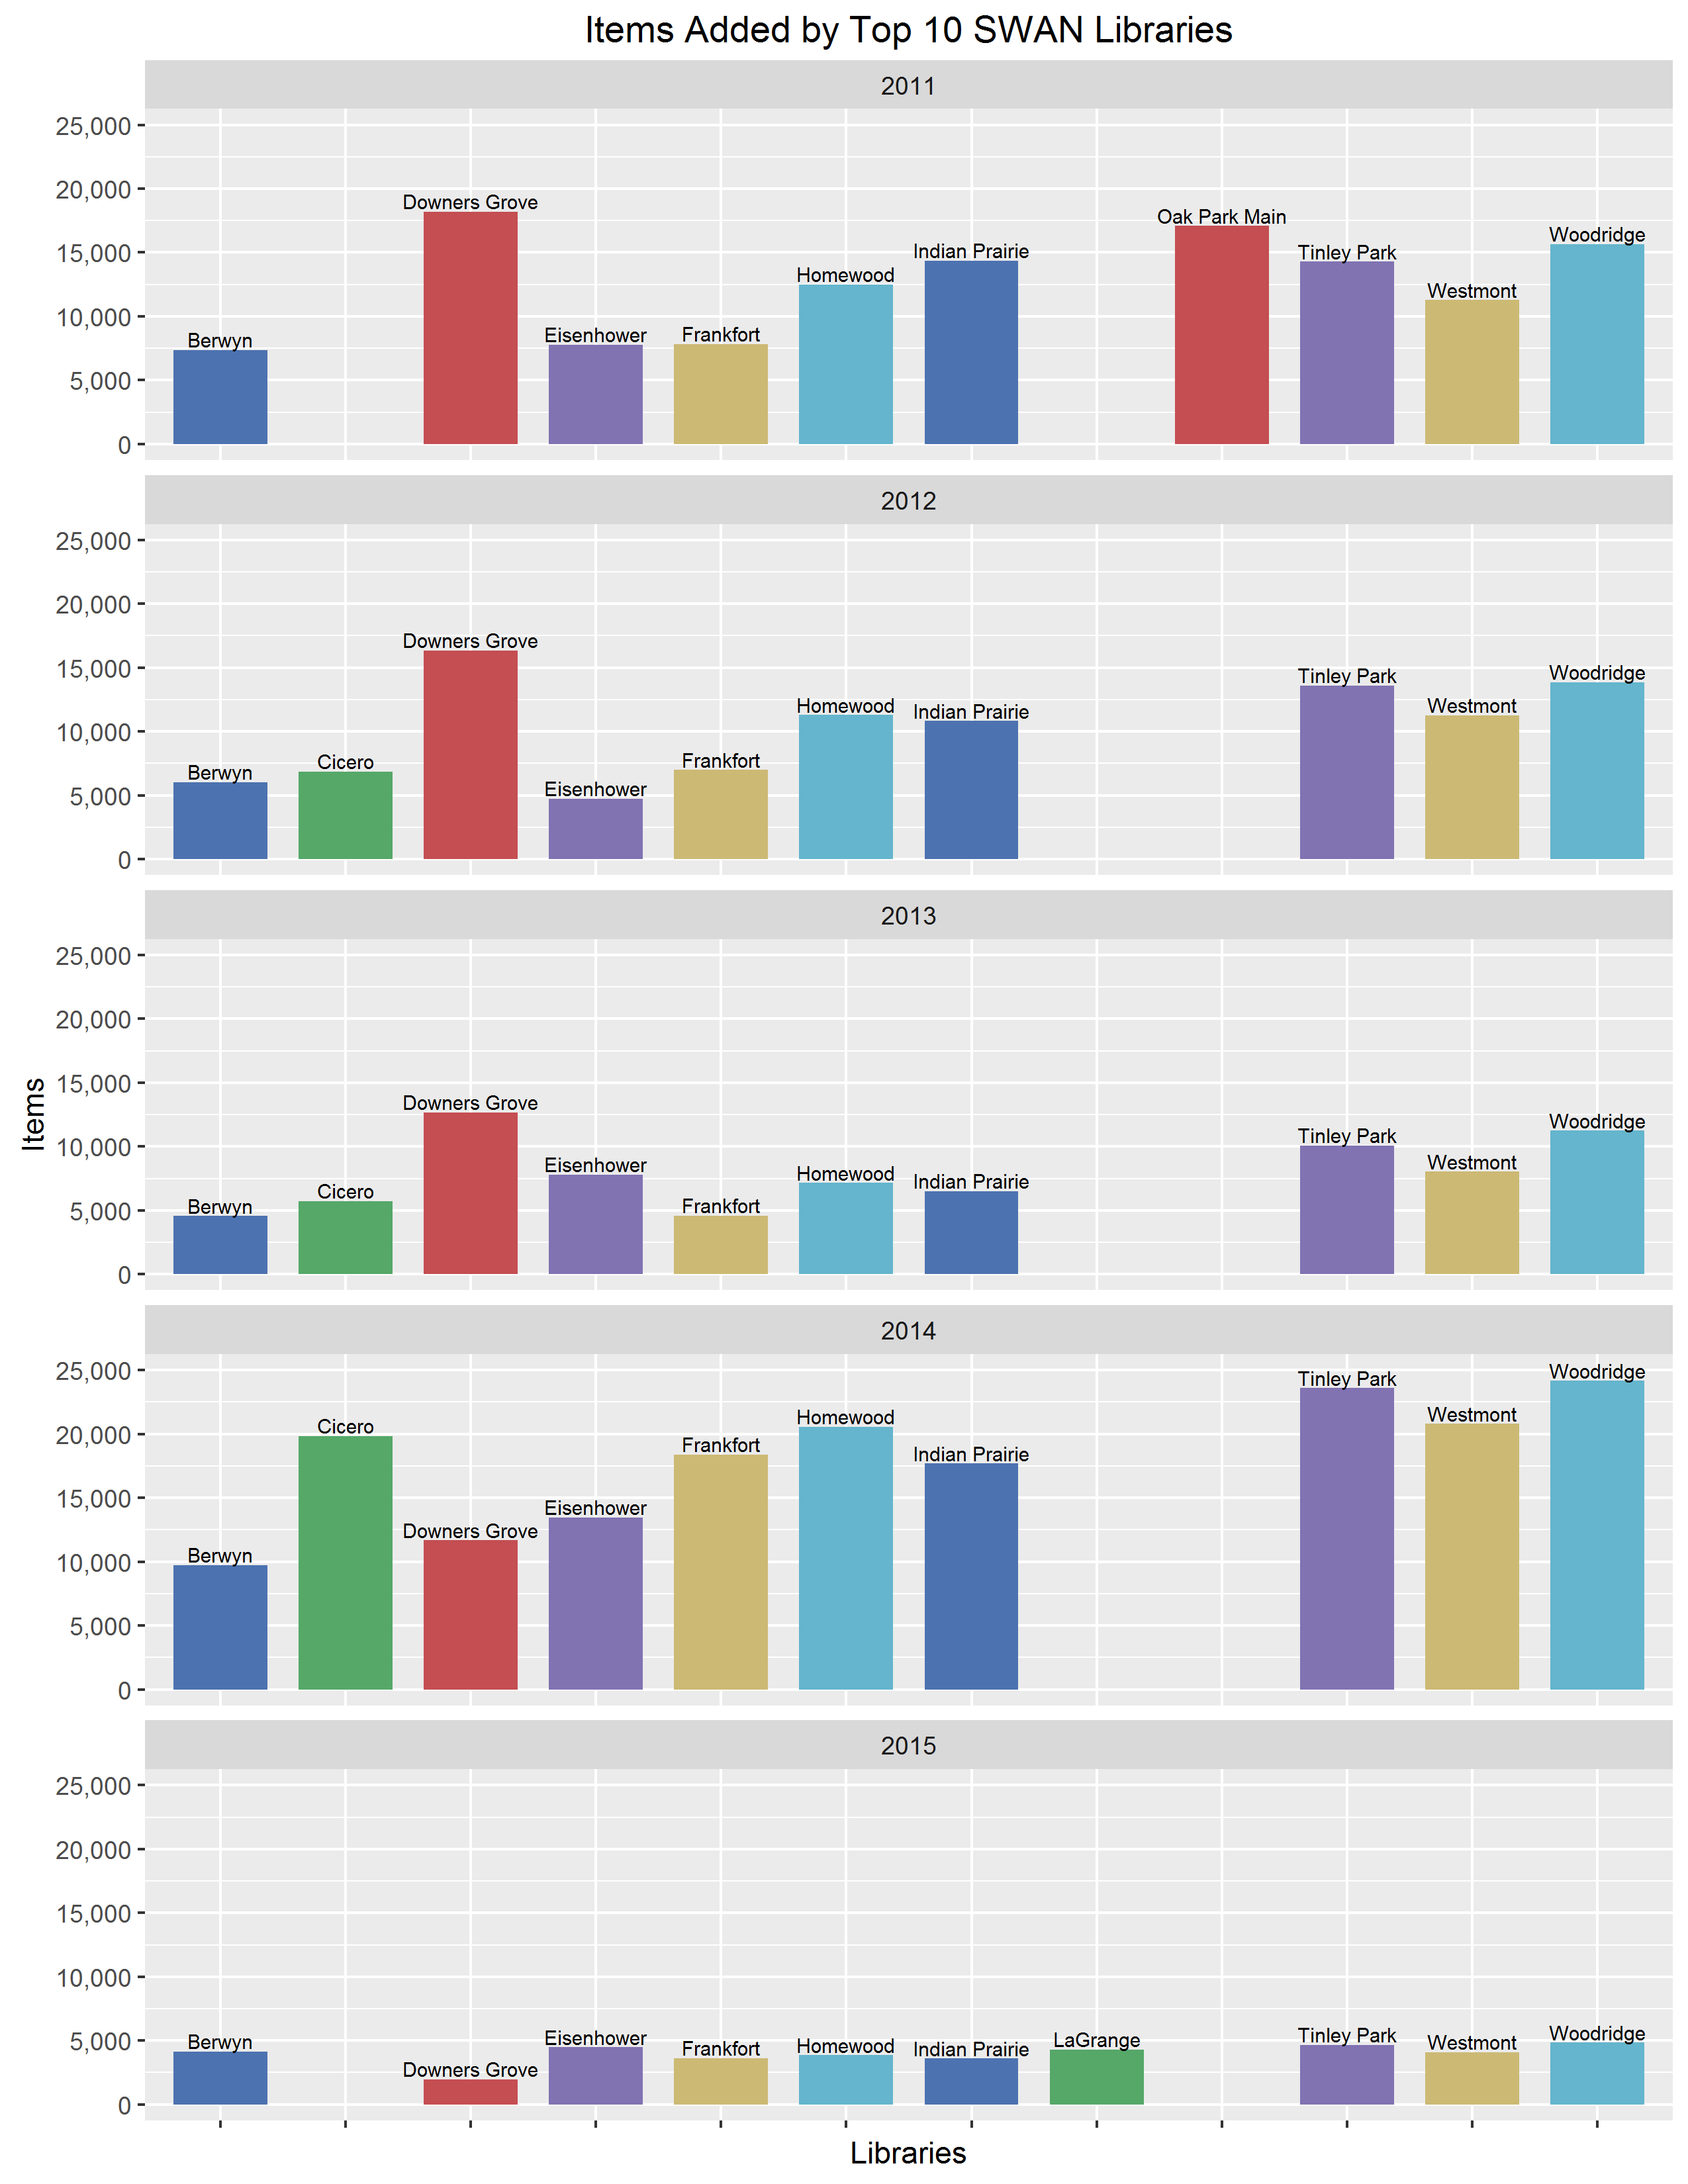 Items Added by Top 10 SWAN Libraries
2011
25,000
20,000
15,000
10,000
5,000
0
Downers Grove
Oak Park Main
Woodridge
Indian Prairie
Tinley Park
Homewood
Westmont
Berwyn
Eisenhower
Frankfort
2012
25,000
20,000
15,000
10,000
5,000
0
Downers Grove
Woodridge
Tinley Park
Homewood
Westmont
Indian Prairie
Cicero
Frankfort
Berwyn
Eisenhower
2013
25,000
20,000
15,000
10,000
5,000
0
Downers Grove
Woodridge
Tinley Park
Eisenhower
Westmont
Homewood
Indian Prairie
Cicero
Berwyn
Frankfort
Items
2014
25,000
20,000
15,000
10,000
5,000
0
Woodridge
Tinley Park
Westmont
Homewood
Cicero
Frankfort
Indian Prairie
Eisenhower
Downers Grove
Berwyn
2015
25,000
20,000
15,000
10,000
5,000
0
Berwyn
Downers Grove
Eisenhower
Frankfort
Homewood
Indian Prairie
LaGrange
Tinley Park
Westmont
Woodridge
Libraries